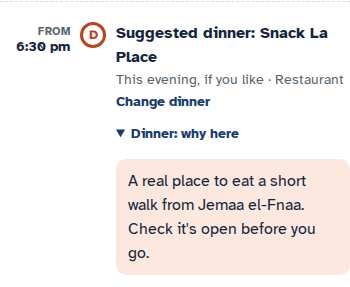 FROM
6:30 pm
D
Suggested dinner: Snack La
Place
This evening, if you like · Restaurant
Change dinner
▼ Dinner: why here
A real place to eat a short
walk from Jemaa el-Fnaa.
Check it's open before you
go.